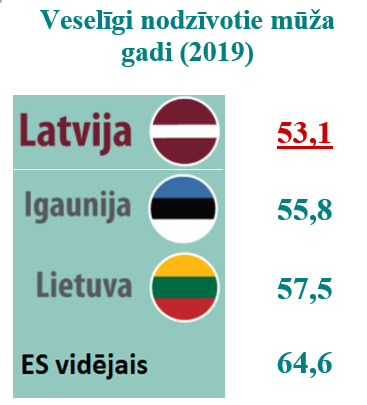 Veselīgi nodzīvotie mūža
gadi (2019)
Latvija 53,1
Igaunija 55,8
Lietuva 57,5
ES vidējais 64,6